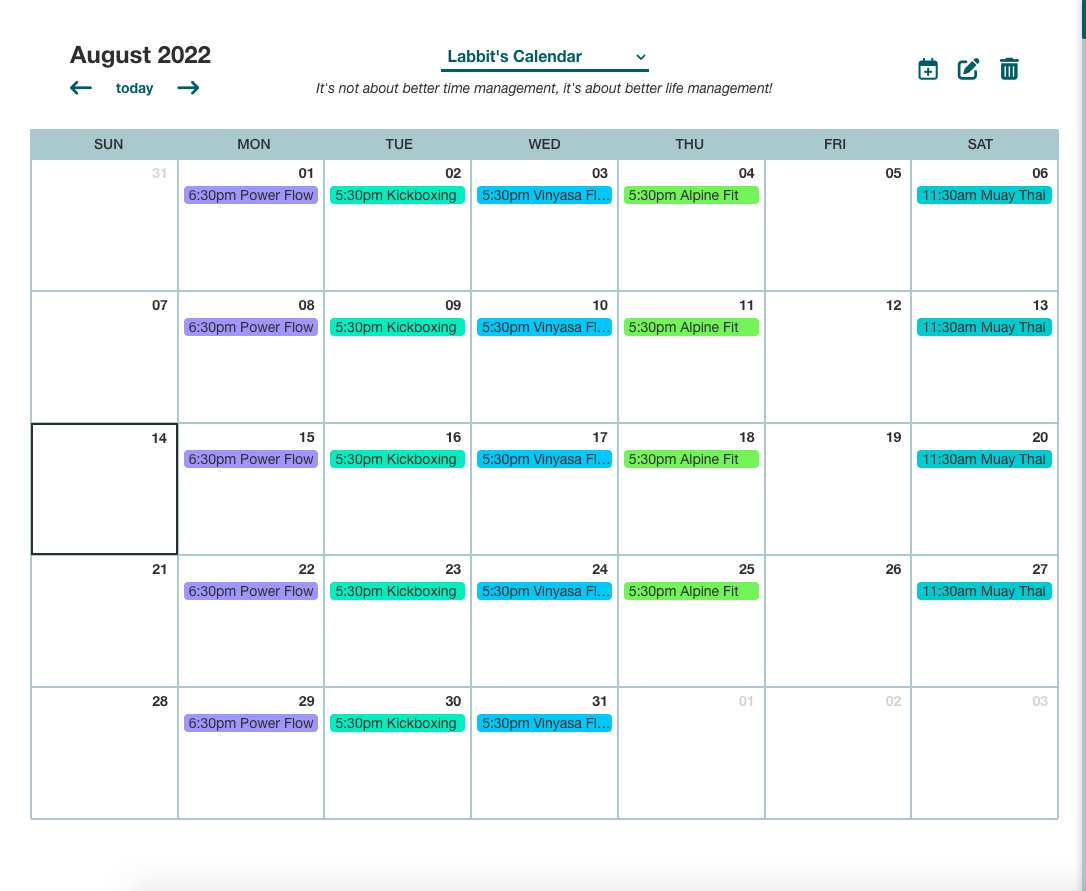 August 2022
today
Labbit's Calendar
It's not about better time management, it's about better life management!
SUN MON TUE WED THU FRI SAT
31 01 02 03 04 05 06
6:30pm Power Flow 5:30pm Kickboxing 5:30pm Vinyasa Fl... 5:30pm Alpine Fit 11:30am Muay Thai
07 08 09 10 11 12 13
6:30pm Power Flow 5:30pm Kickboxing 5:30pm Vinyasa Fl... 5:30pm Alpine Fit 11:30am Muay Thai
14 15 16 17 18 19 20
6:30pm Power Flow 5:30pm Kickboxing 5:30pm Vinyasa Fl... 5:30pm Alpine Fit 11:30am Muay Thai
21 22 23 24 25 26 27
6:30pm Power Flow 5:30pm Kickboxing 5:30pm Vinyasa Fl... 5:30pm Alpine Fit 11:30am Muay Thai
28 29 30 31 01 02 03
6:30pm Power Flow 5:30pm Kickboxing 5:30pm Vinyasa Fl...